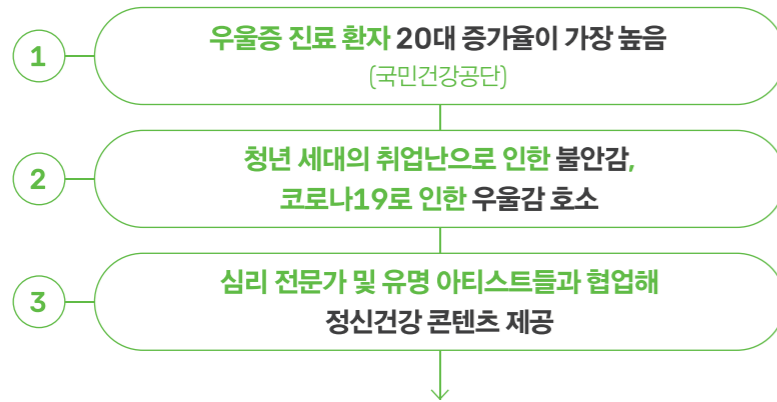 1
우울증 진료 환자 20대 증가율이 가장 높음
(국민건강공단)
2
청년 세대의 취업난으로 인한 불안감,
코로나19로 인한 우울감 호소
3
심리 전문가 및 유명 아티스트들과 협업해
정신건강 콘텐츠 제공